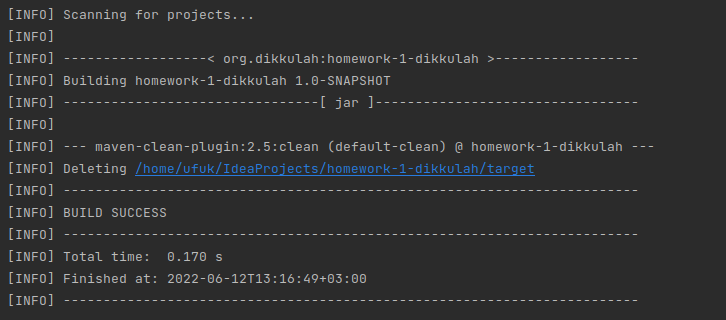 [INFO] Scanning for projects...
[INFO]
[INFO] ------------------< org.dikkulah:homework-1-dikkulah >------------------
[INFO] Building homework-1-dikkulah 1.0-SNAPSHOT
[INFO] --------------------------------[ jar ]---------------------------------
[INFO]
[INFO] --- maven-clean-plugin:2.5:clean (default-clean) @ homework-1-dikkulah ---
[INFO] Deleting /home/ufuk/IdeaProjects/homework-1-dikkulah/target
[INFO] ------------------------------------------------------------------------
[INFO] BUILD SUCCESS
[INFO] ------------------------------------------------------------------------
[INFO] Total time:  0.170 s
[INFO] Finished at: 2022-06-12T13:16:49+03:00
[INFO] ------------------------------------------------------------------------